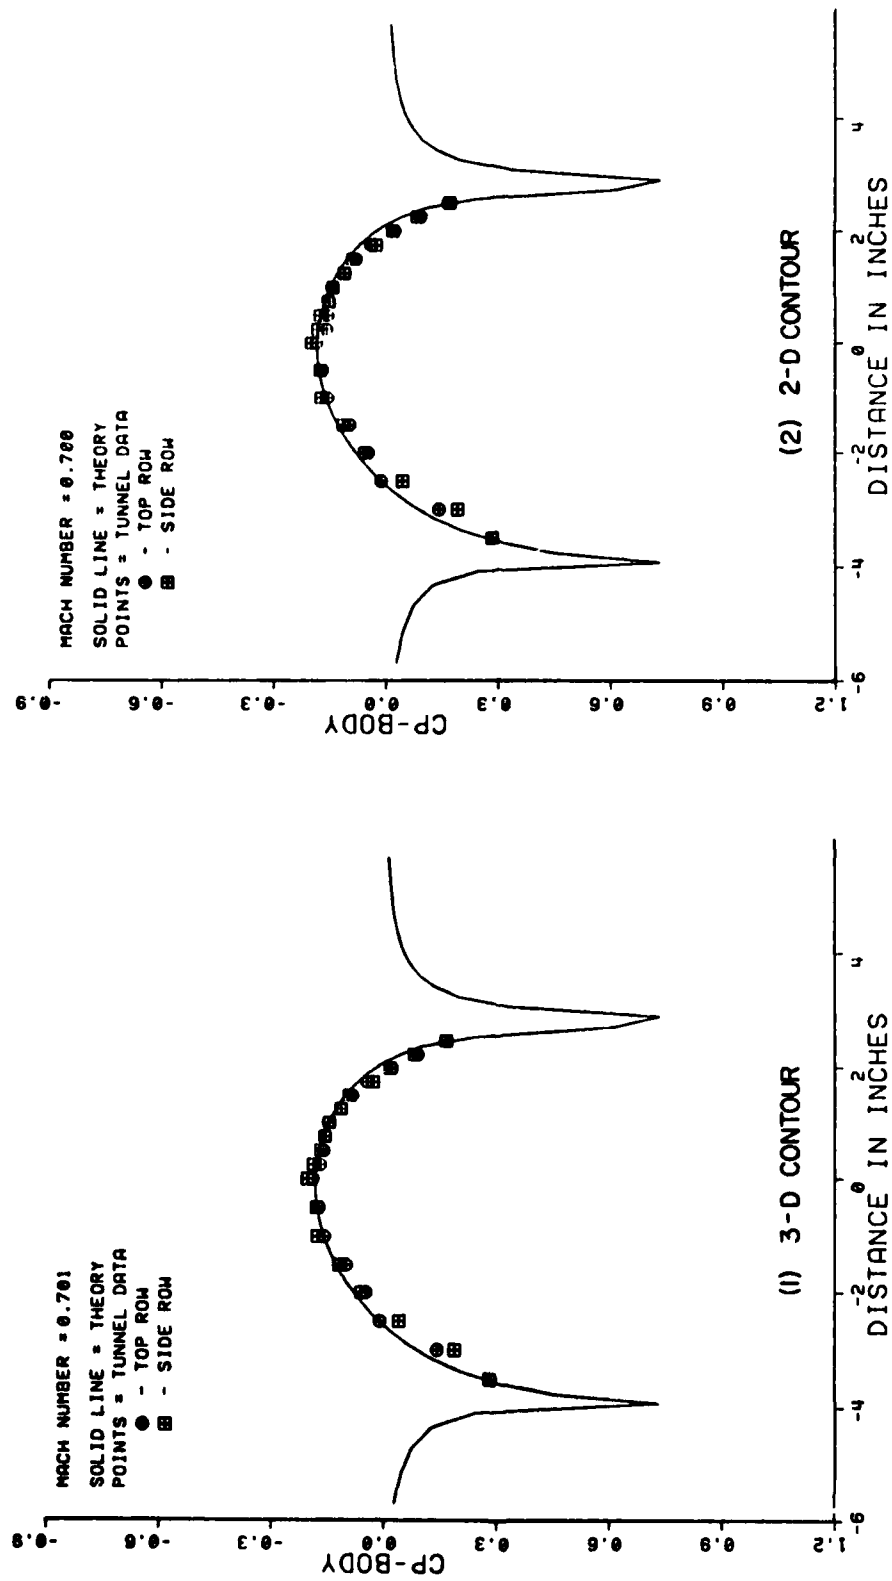 MACH NUMBER = 0.701
SOLID LINE = THEORY
POINTS = TUNNEL DATA
- TOP ROW
- SIDE ROW
-0.9
-0.6
-0.3
0.0
0.3
0.6
0.9
1.2
CP-BODY
-6
-4
-2
0
2
4
DISTANCE IN INCHES
(1) 3-D CONTOUR
MACH NUMBER = 0.700
SOLID LINE = THEORY
POINTS = TUNNEL DATA
- TOP ROW
- SIDE ROW
-0.9
-0.6
-0.3
0.0
0.3
0.6
0.9
1.2
CP-BODY
-6
-4
-2
0
2
4
DISTANCE IN INCHES
(2) 2-D CONTOUR